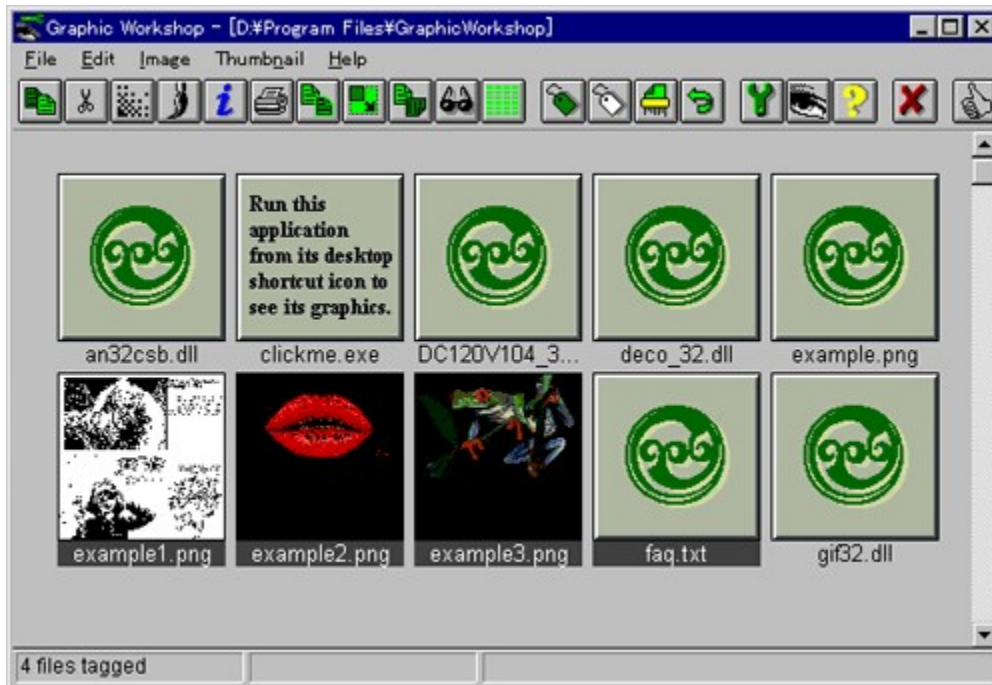 Graphic Workshop - [D:¥Program Files¥GraphicWorkshop]
File Edit Image Thumbnail Help
Run this
application
from its desktop
shortcut icon to
see its graphics.
an32csb.dll clickme.exe DC120V104_3... deco_32.dll example.png
example1.png example2.png example3.png faq.txt gif32.dll
4 files tagged